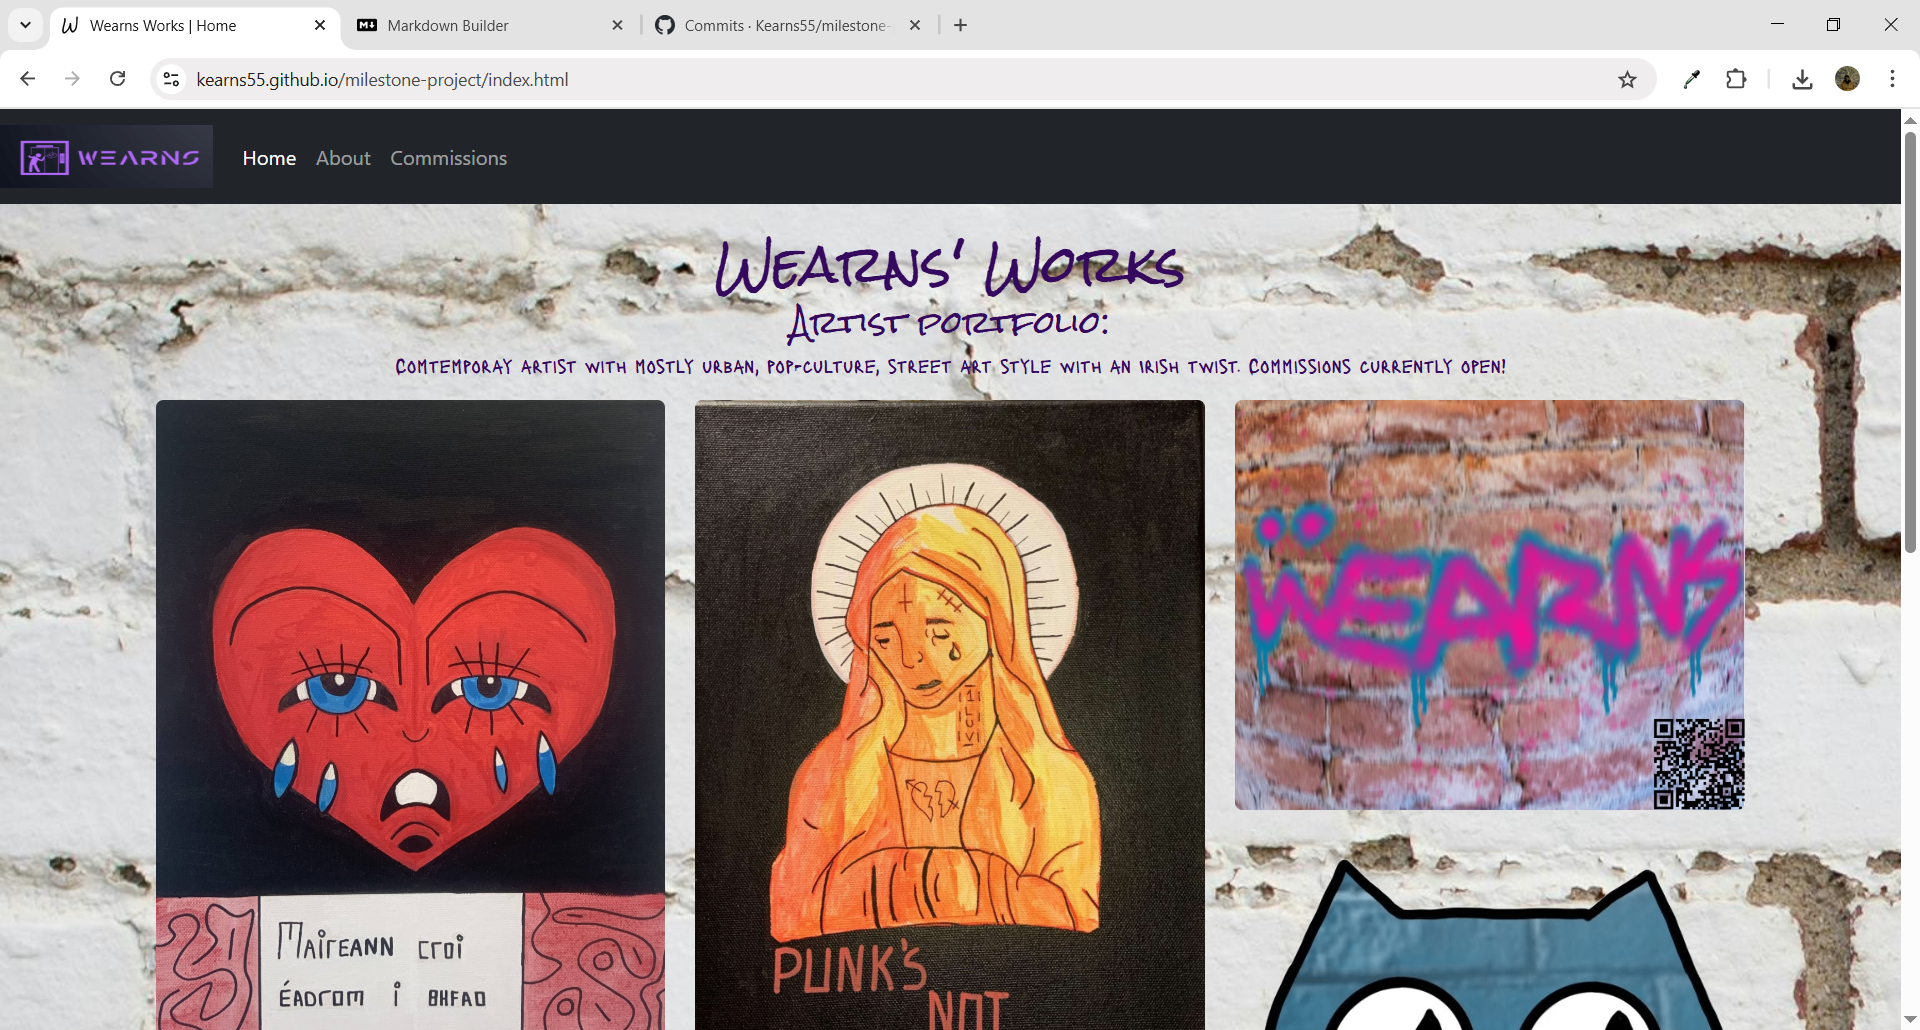 Wearns Works | Home
Markdown Builder
Commits · Kearns55/milestone-
kearns55.github.io/milestone-project/index.html
WEARNS
Home
About
Commissions
Wearns' Works
Artist portfolio:
Comtemporay artist with mostly urban, pop-culture, street art style with an Irish twist. Commissions currently open!
WEARNS
1LUV
Maireann croí
éadrom i bhfad
PUNK'S
NOT